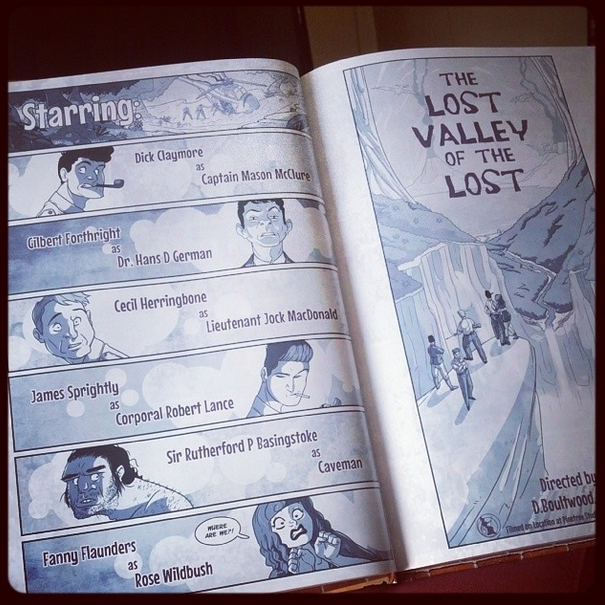 Starring:
Dick Claymore
as
Captain Mason McClure
Gilbert Forthright
as
Dr. Hans D German
Cecil Herringbone
as
Lieutenant Jock MacDonald
James Sprightly
as
Corporal Robert Lance
Sir Rutherford P Basingstoke
as
Caveman
WHERE
ARE WE?!
Fanny Flaunders
as
Rose Wildbush
THE
LOST
VALLEY
OF THE
LOST
Directed by
D.Boultwood
Filmed on Location at